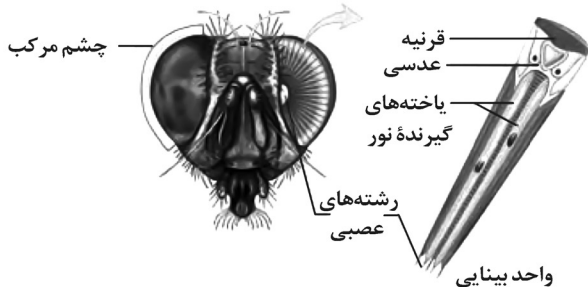 چشم مرکب
قرنیه
عدسی
یاخته‌های
گیرندهٔ نور
رشته‌های
عصبی
واحد بینایی